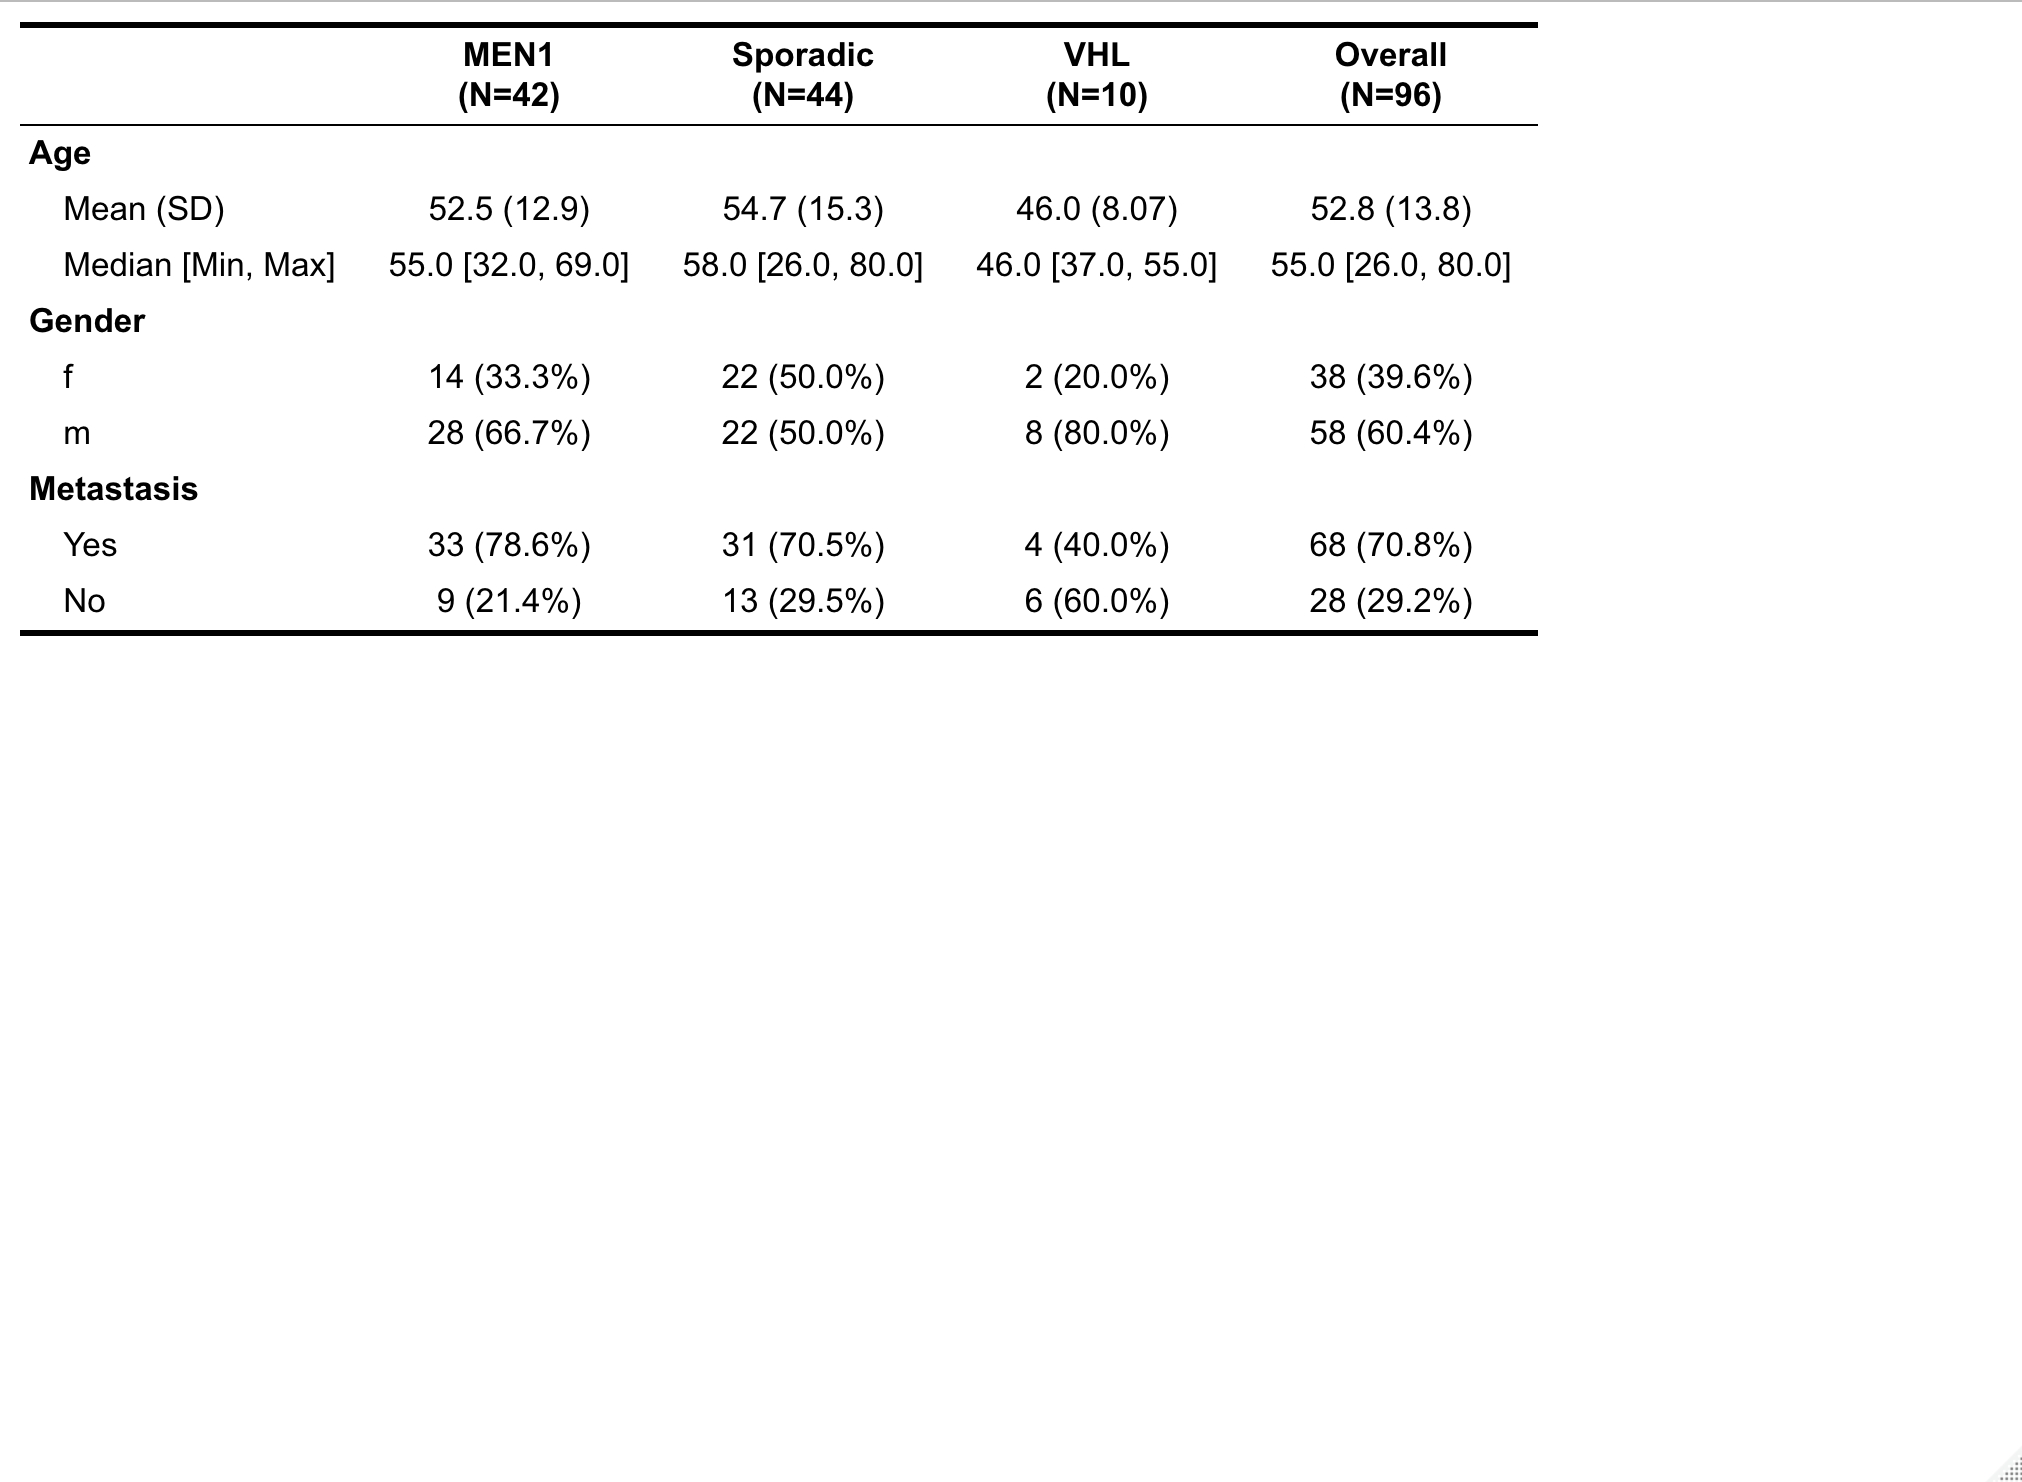 MEN1 Sporadic VHL Overall
(N=42) (N=44) (N=10) (N=96)
Age
Mean (SD) 52.5 (12.9) 54.7 (15.3) 46.0 (8.07) 52.8 (13.8)
Median [Min, Max] 55.0 [32.0, 69.0] 58.0 [26.0, 80.0] 46.0 [37.0, 55.0] 55.0 [26.0, 80.0]
Gender
f 14 (33.3%) 22 (50.0%) 2 (20.0%) 38 (39.6%)
m 28 (66.7%) 22 (50.0%) 8 (80.0%) 58 (60.4%)
Metastasis
Yes 33 (78.6%) 31 (70.5%) 4 (40.0%) 68 (70.8%)
No 9 (21.4%) 13 (29.5%) 6 (60.0%) 28 (29.2%)